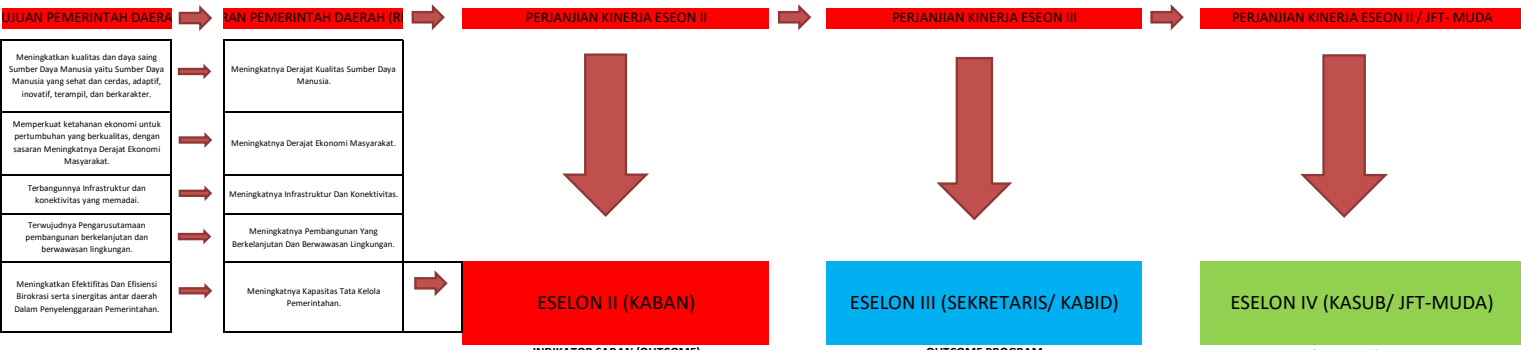 UJUAN PEMERINTAH DAERA
RAN PEMERINTAH DAERAH (R
PERJANJIAN KINERJA ESEON II
PERJANJIAN KINERJA ESEON III
PERJANJIAN KINERJA ESEON II / JFT- MUDA
Meningkatkan kualitas dan daya saing
Sumber Daya Manusia yaitu Sumber Daya
Manusia yang sehat dan cerdas, adaptif,
inovatif, terampil, dan berkarakter.
Meningkatnya Derajat Kualitas Sumber Daya
Manusia.
Memperkuat ketahanan ekonomi untuk
pertumbuhan yang berkualitas, dengan
sasaran Meningkatnya Derajat Ekonomi
Masyarakat.
Meningkatnya Derajat Ekonomi Masyarakat.
Terbangunnya Infrastruktur dan
konektivitas yang memadai.
Meningkatnya Infrastruktur Dan Konektivitas.
Terwujudnya Pengarusutamaan
pembangunan berkelanjutan dan
berwawasan lingkungan.
Meningkatnya Pembangunan Yang
Berkelanjutan Dan Berwawasan Lingkungan.
Meningkatkan Efektifitas Dan Efisiensi
Birokrasi serta sinergitas antar daerah
Dalam Penyelenggaraan Pemerintahan.
Meningkatnya Kapasitas Tata Kelola
Pemerintahan.
ESELON II (KABAN)
ESELON III (SEKRETARIS/ KABID)
ESELON IV (KASUB/ JFT-MUDA)
INDIKATOR SARAN (OUTCOME)
OUTCOME PROGRAM